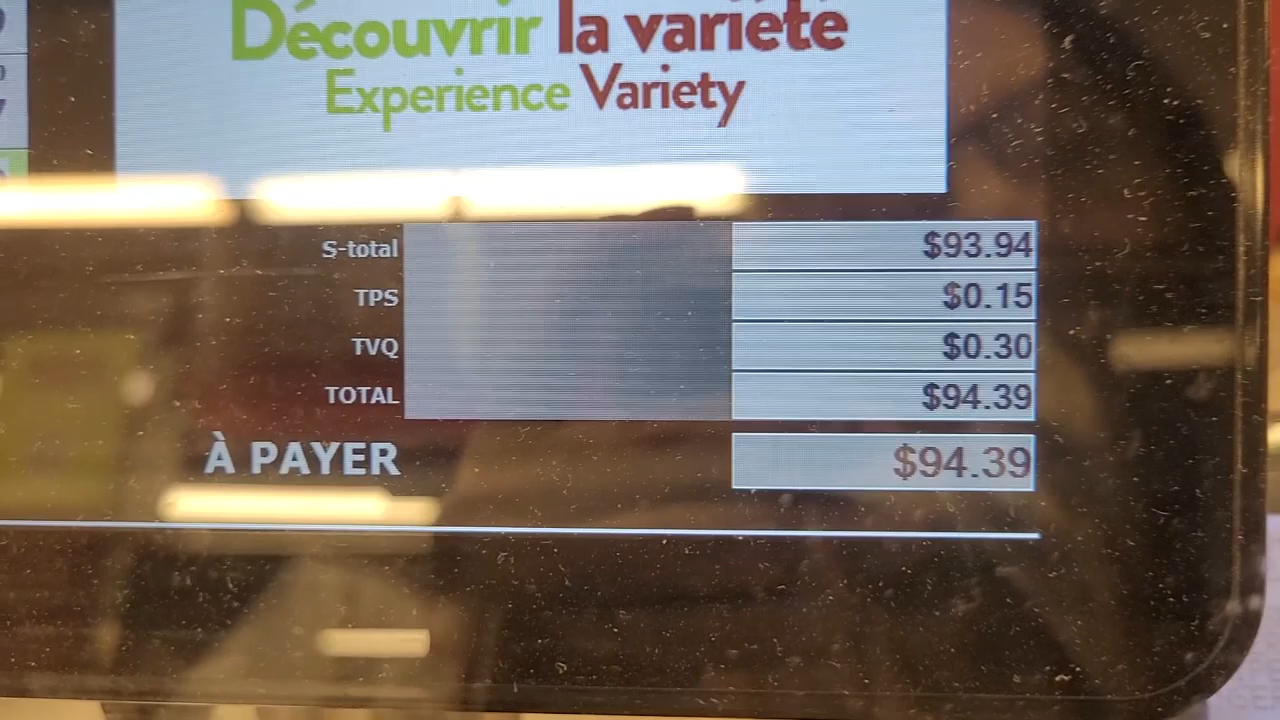 Découvrir la variété
Experience Variety
S-total $93.94
TPS $0.15
TVQ $0.30
TOTAL $94.39
À PAYER $94.39